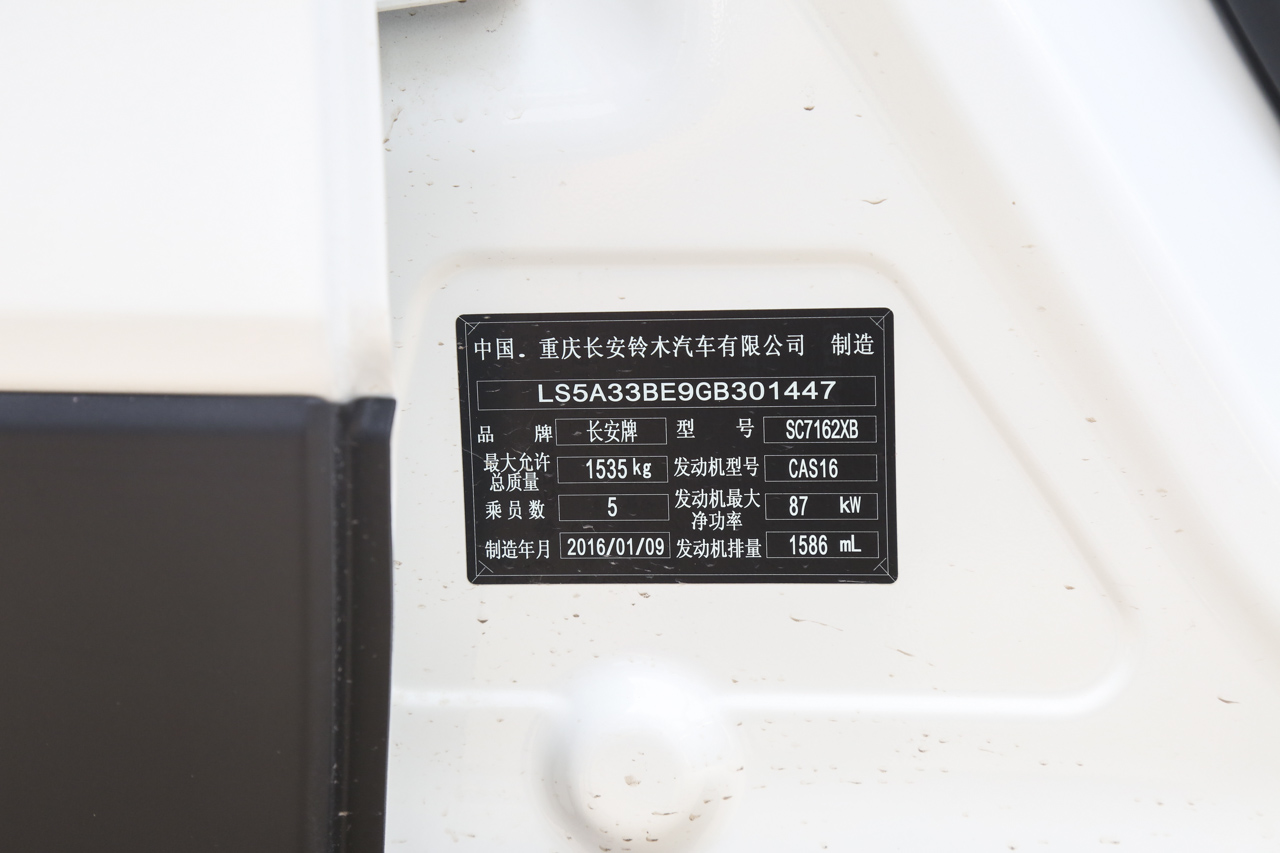 中国．重庆长安铃木汽车有限公司 制造
LS5A33BE9GB301447
品牌 长安牌 型号 SC7162XB
最大允许总质量 1535 kg 发动机型号 CAS16
乘员数 5 发动机最大净功率 87 kW
制造年月 2016/01/09 发动机排量 1586 mL